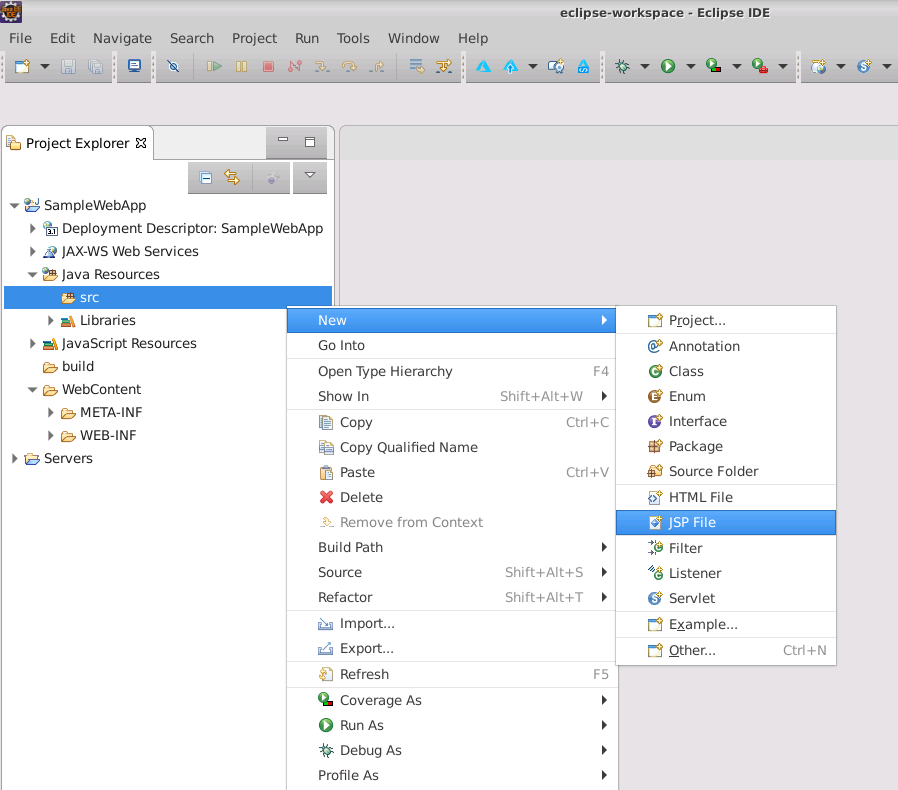 eclipse-workspace - Eclipse IDE
File Edit Navigate Search Project Run Tools Window Help
Project Explorer
SampleWebApp
3.1 Deployment Descriptor: SampleWebApp
JAX-WS Web Services
Java Resources
src
Libraries
JavaScript Resources
build
WebContent
META-INF
WEB-INF
Servers
New
Go Into
Open Type Hierarchy F4
Show In Shift+Alt+W
Copy Ctrl+C
Copy Qualified Name
Paste Ctrl+V
Delete
Remove from Context
Build Path
Source Shift+Alt+S
Refactor Shift+Alt+T
Import...
Export...
Refresh F5
Coverage As
Run As
Debug As
Profile As
Project...
Annotation
Class
Enum
Interface
Package
Source Folder
HTML File
JSP File
Filter
Listener
Servlet
Example...
Other... Ctrl+N